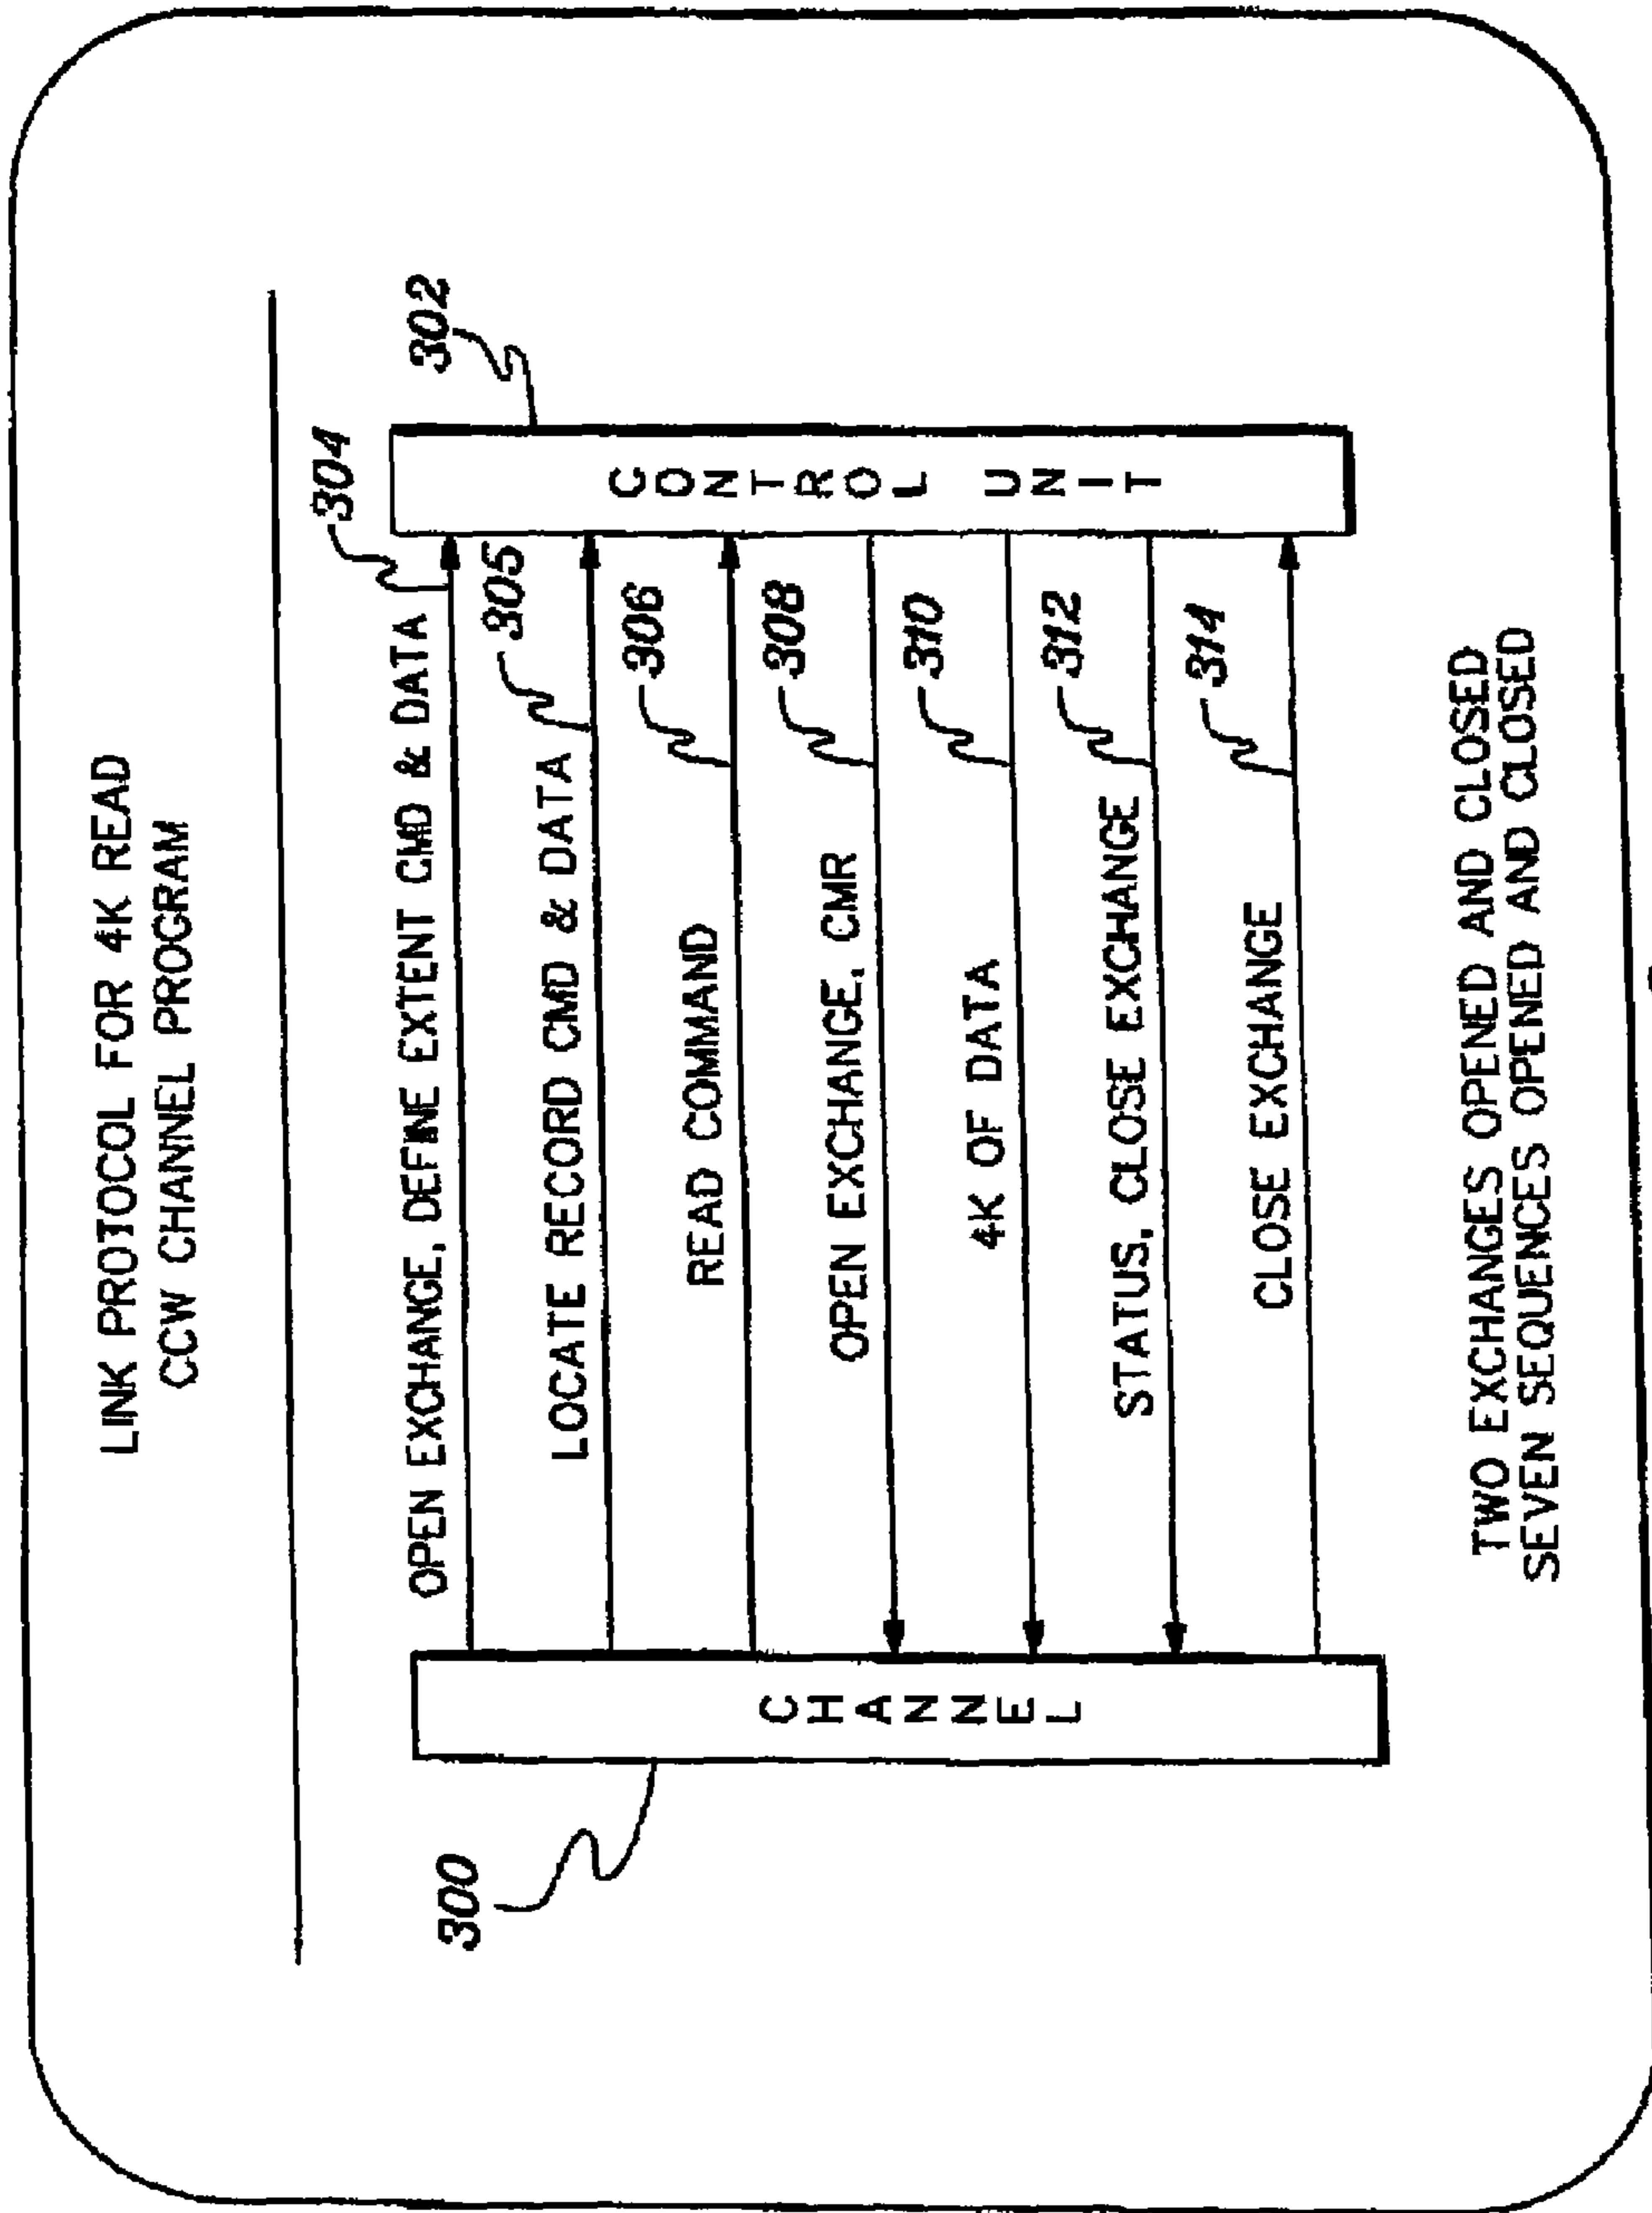 LINK PROTOCOL FOR 4K READ
CCW CHANNEL PROGRAM
300
CHANNEL
302
CONTROL UNIT
OPEN EXCHANGE, DEFINE EXTENT CMD & DATA
304
LOCATE RECORD CMD & DATA
305
READ COMMAND
306
OPEN EXCHANGE, CMR
308
4K OF DATA
310
STATUS, CLOSE EXCHANGE
312
CLOSE EXCHANGE
314
TWO EXCHANGES OPENED AND CLOSED
SEVEN SEQUENCES OPENED AND CLOSED